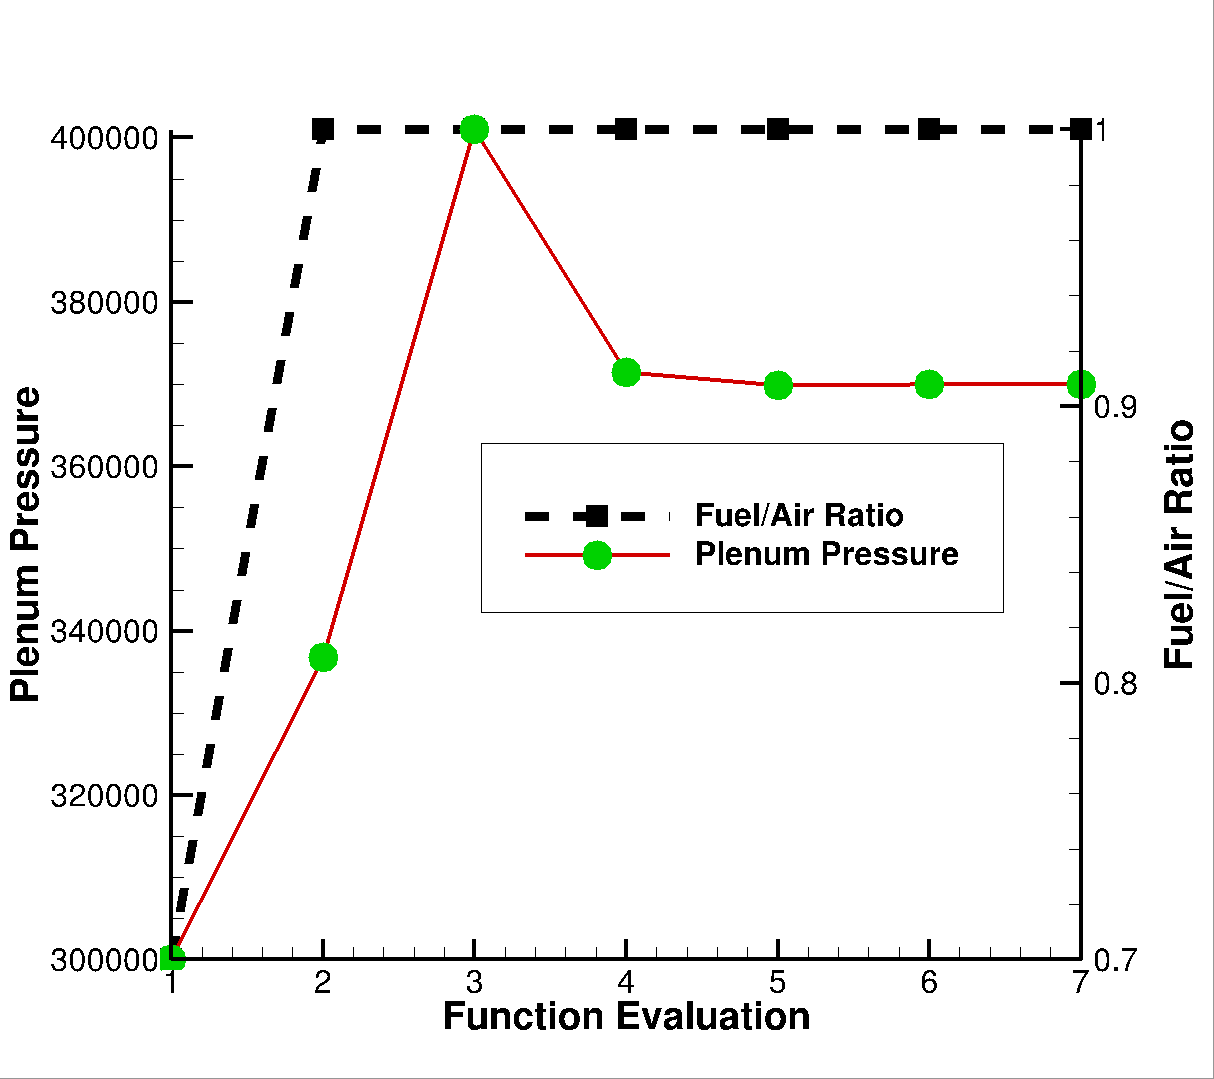 400000
380000
360000
340000
320000
300000
Plenum Pressure
1
0.9
0.8
0.7
Fuel/Air Ratio
Fuel/Air Ratio
Plenum Pressure
1 2 3 4 5 6 7
Function Evaluation